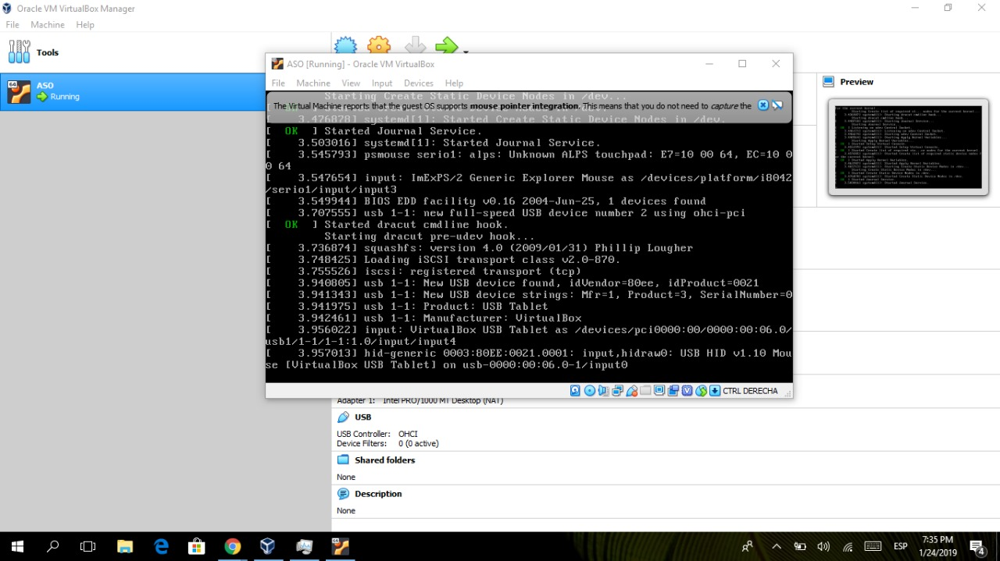 Oracle VM VirtualBox Manager
File Machine Help
Tools
ASO
Running
ASO [Running] - Oracle VM VirtualBox
File Machine View Input Devices Help
Starting Create Static Device Nodes in /dev...
The Virtual Machine reports that the guest OS supports mouse pointer integration. This means that you do not need to capture the
3.476878] systemd[1]: Started Create Static Device Nodes in /dev.
OK Started Journal Service.
3.503016] systemd[1]: Started Journal Service.
psmouse serio1: alps: Unknown ALPS touchpad: E7=10 00 64, EC=10 0
0 64
input: ImExPS/2 Generic Explorer Mouse as /devices/platform/i8042
/serio1/input/input3
[ 3.549944] BIOS EDD facility v0.16 2004-Jun-25, 1 devices found
[ 3.707555] usb 1-1: new full-speed USB device number 2 using ohci-pci
[ OK ] Started dracut cmdline hook.
Starting dracut pre-udev hook...
[ 3.736874] squashfs: version 4.0 (2009/01/31) Phillip Lougher
[ 3.748425] Loading iSCSI transport class v2.0-870.
[ 3.755526] iscsi: registered transport (tcp)
[ 3.940805] usb 1-1: New USB device found, idVendor=80ee, idProduct=0021
[ 3.941343] usb 1-1: New USB device strings: Mfr=1, Product=3, SerialNumber=0
[ 3.941975] usb 1-1: Product: USB Tablet
[ 3.942461] usb 1-1: Manufacturer: VirtualBox
[ 3.956022] input: VirtualBox USB Tablet as /devices/pci0000:00/0000:00:06.0/
usb1/1-1/1-1:1.0/input/input4
[ 3.957013] hid-generic 0003:80EE:0021.0001: input,hidraw0: USB HID v1.10 Mou
se [VirtualBox USB Tablet] on usb-0000:00:06.0-1/input0
CTRL DERECHA
Preview
Adapter 1: Intel PRO/1000 MT Desktop (NAT)
USB
USB Controller: OHCI
Device Filters: 0 (0 active)
Shared folders
None
Description
None
ESP
7:35 PM
1/24/2019
4